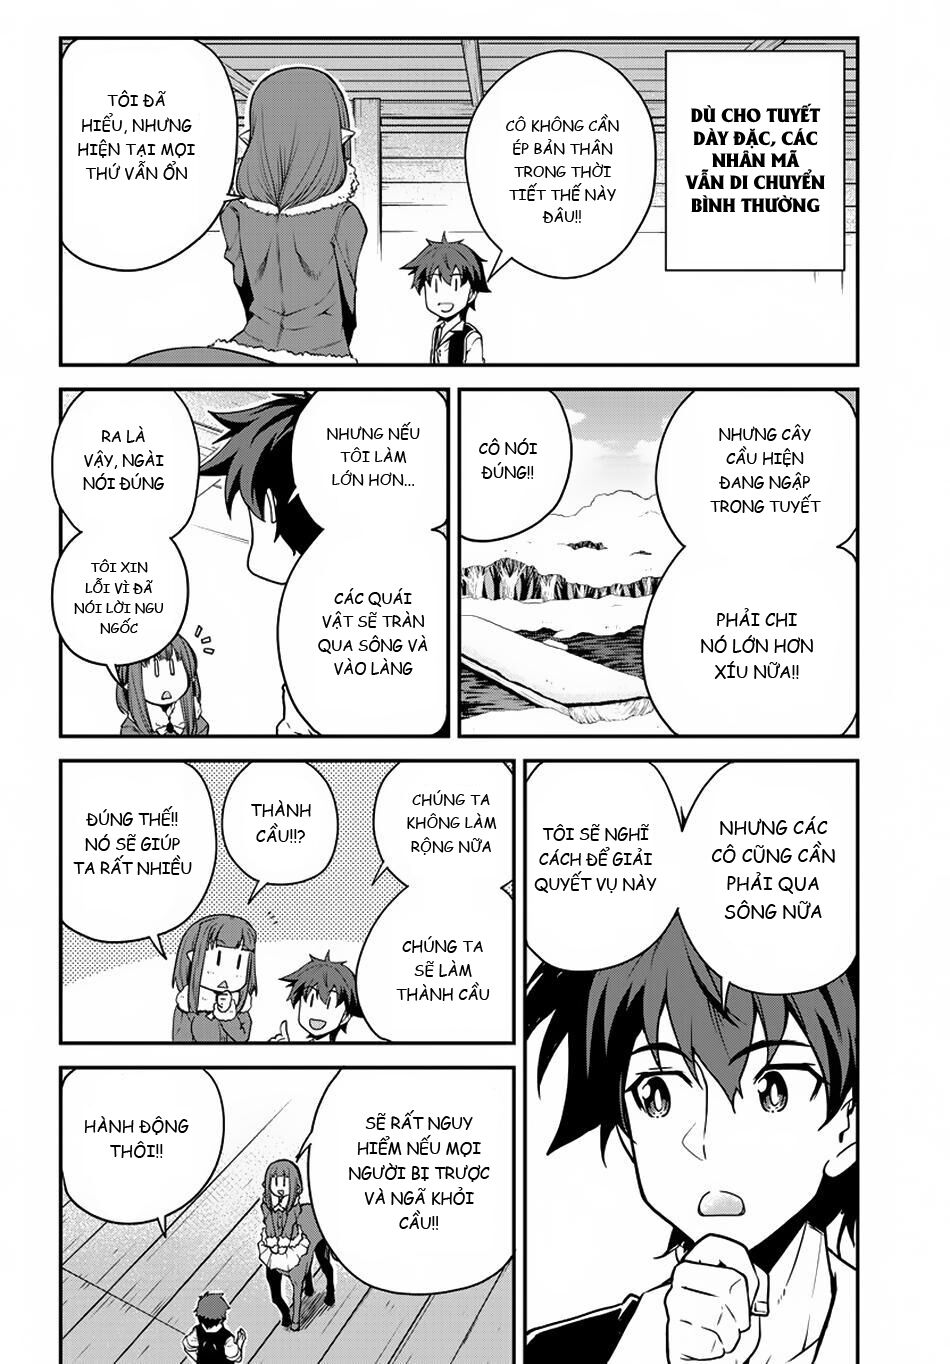 DÙ CHO TUYẾT
DÀY ĐẶC, CÁC
NHÂN MÃ
VẪN DI CHUYỂN
BÌNH THƯỜNG
CÔ KHÔNG CẦN
ÉP BẢN THÂN
TRONG THỜI
TIẾT THẾ NÀY
ĐÂU!!
TÔI ĐÃ
HIỂU, NHƯNG
HIỆN TẠI MỌI
THỨ VẪN ỔN
NHƯNG CÂY
CẦU HIỆN
ĐANG NGẬP
TRONG TUYẾT
PHẢI CHI
NÓ LỚN HƠN
XÍU NỮA!!
CÔ NÓI
ĐÚNG!!
NHƯNG NẾU
TÔI LÀM
LỚN HƠN...
CÁC QUÁI
VẬT SẼ TRÀN
QUA SÔNG VÀ
VÀO LÀNG
RA LÀ
VẬY, NGÀI
NÓI ĐÚNG
TÔI XIN
LỖI VÌ ĐÃ
NÓI LỜI NGU
NGỐC
NHƯNG CÁC
CÔ CŨNG CẦN
PHẢI QUA
SÔNG NỮA
TÔI SẼ NGHĨ
CÁCH ĐỂ GIẢI
QUYẾT VỤ NÀY
CHÚNG TA
KHÔNG LÀM
RỘNG NỮA
CHÚNG TA
SẼ LÀM
THÀNH CẦU
THÀNH
CẦU!!?
ĐÚNG THẾ!!
NÓ SẼ GIÚP
TA RẤT NHIỀU
SẼ RẤT NGUY
HIỂM NẾU MỌI
NGƯỜI BỊ TRƯỢC
VÀ NGÃ KHỎI
CẦU!!
HÀNH ĐỘNG
THÔI!!